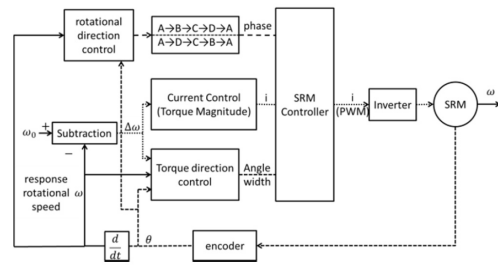 rotational
direction
control
A→B→C→D→A
A→D→C→B→A
phase
Current Control
(Torque Magnitude)
i
SRM
Controller
i
(PWM)
Inverter
SRM
ω
ω₀
+
Subtraction
Δω
−
Torque direction
control
Angle
width
response
rotational ω
speed
d
dt
θ
encoder